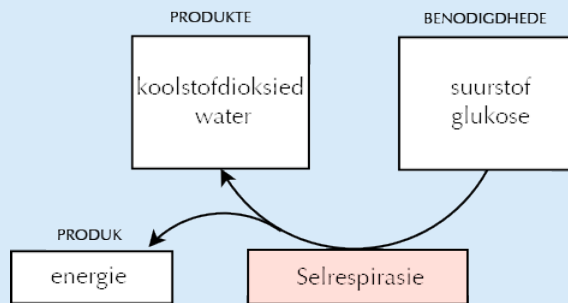 PRODUKTE
koolstofdioksied
water
BENODIGDHEDE
suurstof
glukose
PRODUK
energie
Selrespirasie